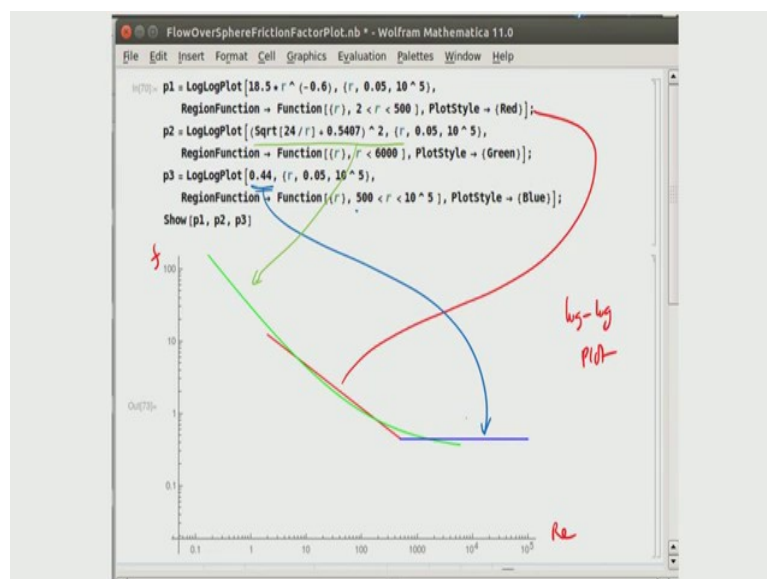 FlowOverSphereFrictionFactorPlot.nb * - Wolfram Mathematica 11.0
File Edit Insert Format Cell Graphics Evaluation Palettes Window Help
In[70]:= p1 = LogLogPlot[18.5*r^(-0.6), {r, 0.05, 10^5},
RegionFunction → Function[{r}, 2 < r < 500 ], PlotStyle → {Red}];
p2 = LogLogPlot[(Sqrt[24/r] + 0.5407)^2, {r, 0.05, 10^5},
RegionFunction → Function[{r}, r < 6000 ], PlotStyle → {Green}];
p3 = LogLogPlot[0.44, {r, 0.05, 10^5},
RegionFunction → Function[{r}, 500 < r < 10^5 ], PlotStyle → {Blue}];
Show[p1, p2, p3]
f
100
10
log-log
plot
Out[73]=
1
0.1
Re
0.1 1 10 100 1000 10^4 10^5